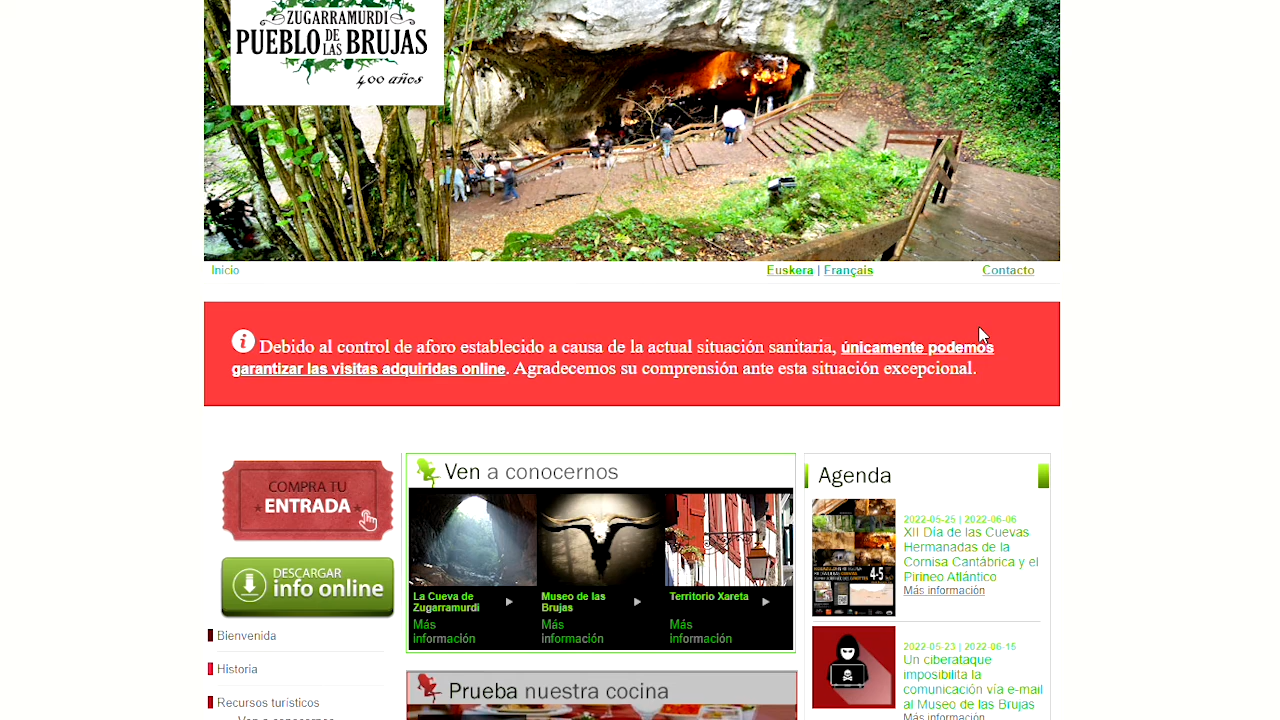 ZUGARRAMURDI
PUEBLO DE LAS BRUJAS
400 años
Inicio
Euskera | Français
Contacto
Debido al control de aforo establecido a causa de la actual situación sanitaria, únicamente podemos
garantizar las visitas adquiridas online. Agradecemos su comprensión ante esta situación excepcional.
COMPRA TU
ENTRADA
DESCARGAR
info online
Bienvenida
Historia
Recursos turísticos
Ven a conocernos
Ven a conocernos
La Cueva de
Zugarramurdi
Más
información
Museo de las
Brujas
Más
información
Territorio Xareta
Más
información
Prueba nuestra cocina
Agenda
2022-05-25 | 2022-06-06
XII Día de las Cuevas
Hermanadas de la
Cornisa Cantábrica y el
Pirineo Atlántico
Más información
2022-05-23 | 2022-06-15
Un ciberataque
imposibilita la
comunicación vía e-mail
al Museo de las Brujas
Más información